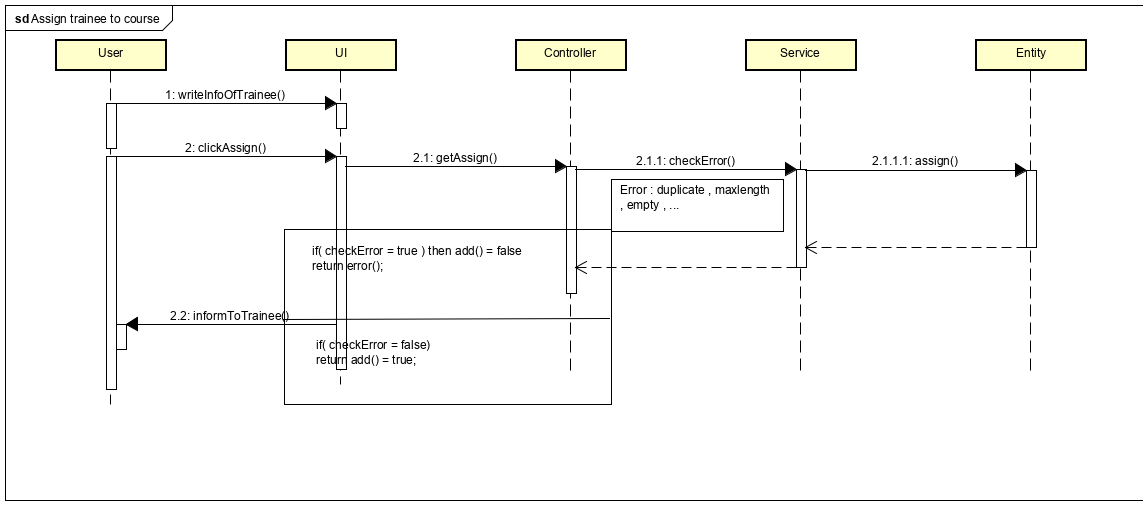 sd Assign trainee to course
User
UI
Controller
Service
Entity
1: writeInfoOfTrainee()
2: clickAssign()
2.1: getAssign()
2.1.1: checkError()
2.1.1.1: assign()
Error : duplicate , maxlength
, empty , ...
if( checkError = true ) then add() = false
return error();
2.2: informToTrainee()
if( checkError = false)
return add() = true;